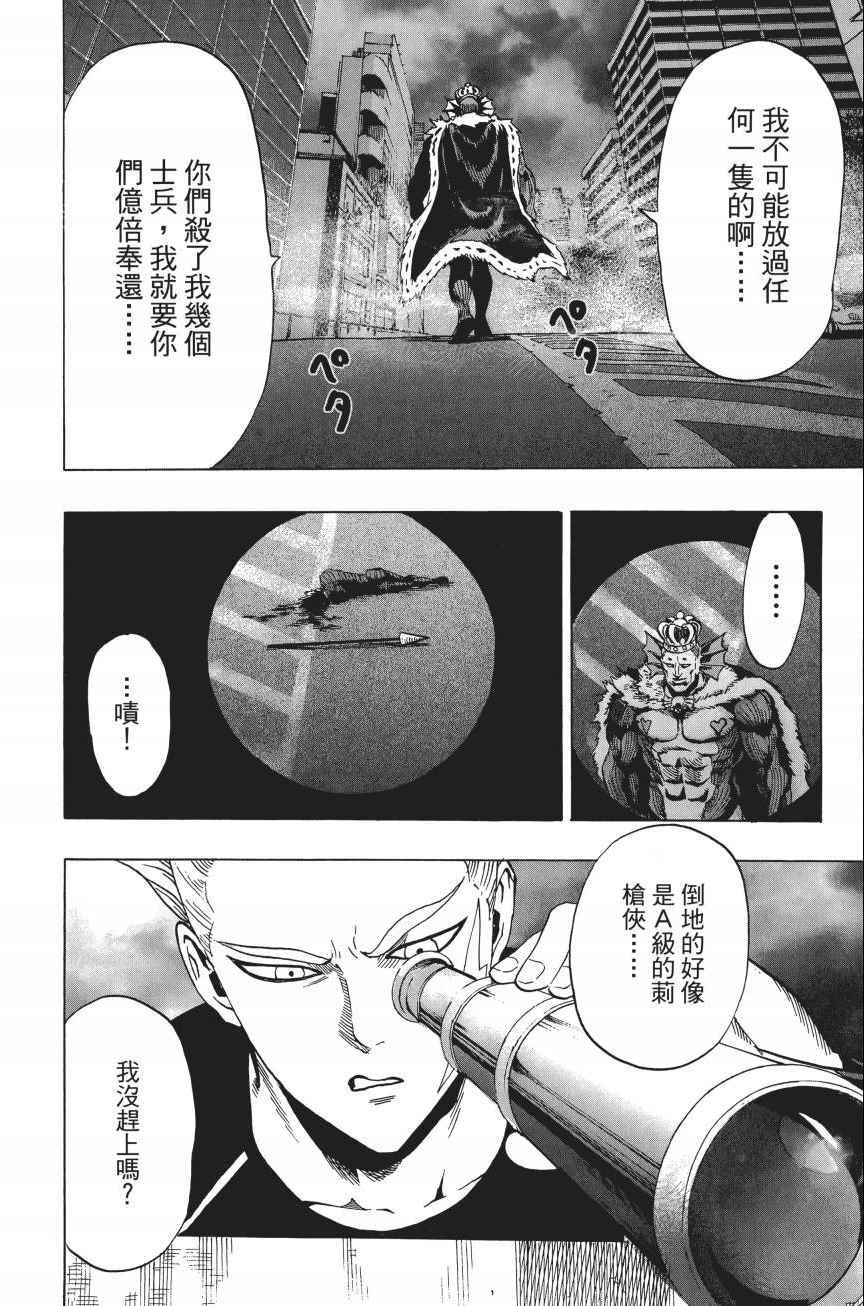 我不可能放過任
何一隻的啊……
你們殺了我幾個
士兵，我就要你
們億倍奉還……
ペタ
ペタ
……
…嘖！
倒地的好像
是A級的莿
槍俠……
我沒趕上嗎？